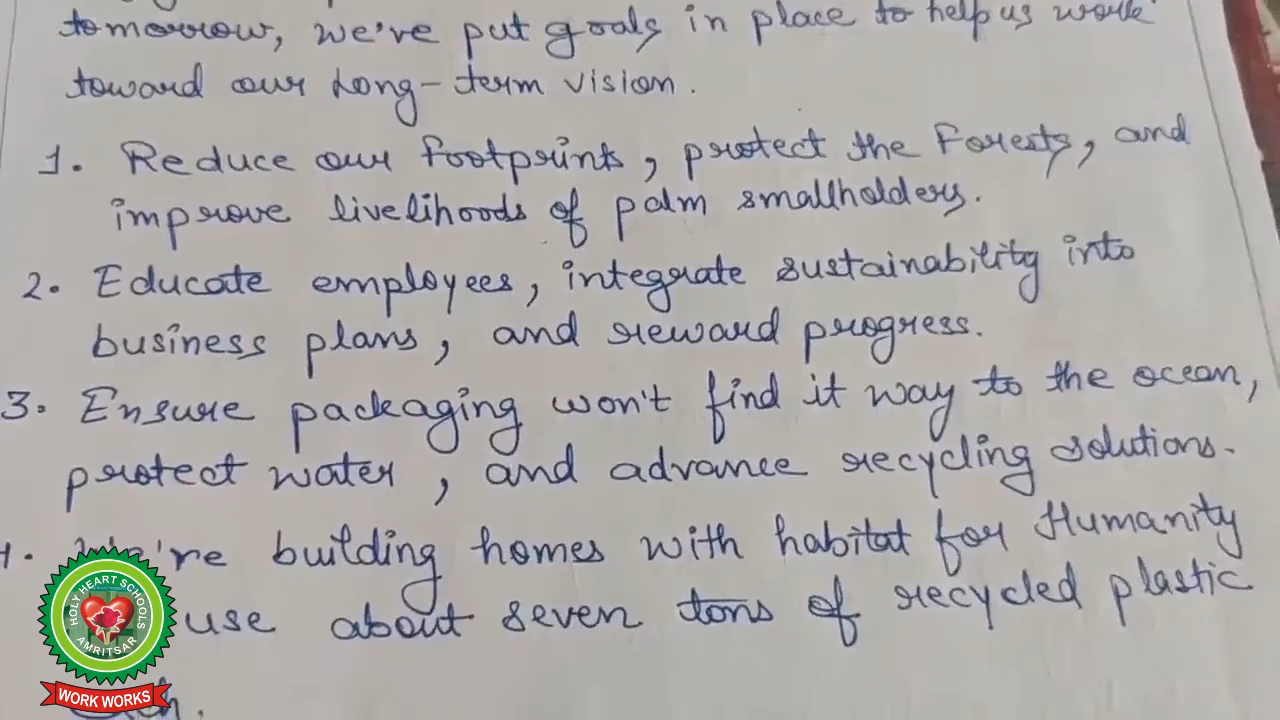 tomorrow, we've put goals in place to help us work
toward our Long-term vision.
1. Reduce our footprints, protect the Forests, and
improve livelihoods of palm smallholders.
2. Educate employees, integrate sustainability into
business plans, and reward progress.
3. Ensure packaging won't find it way to the ocean,
protect water, and advance recycling solutions.
We're building homes with habitat for Humanity
use about seven tons of recycled plastic
HOLY HEART SCHOOLS
AMRITSAR
WORK WORKS